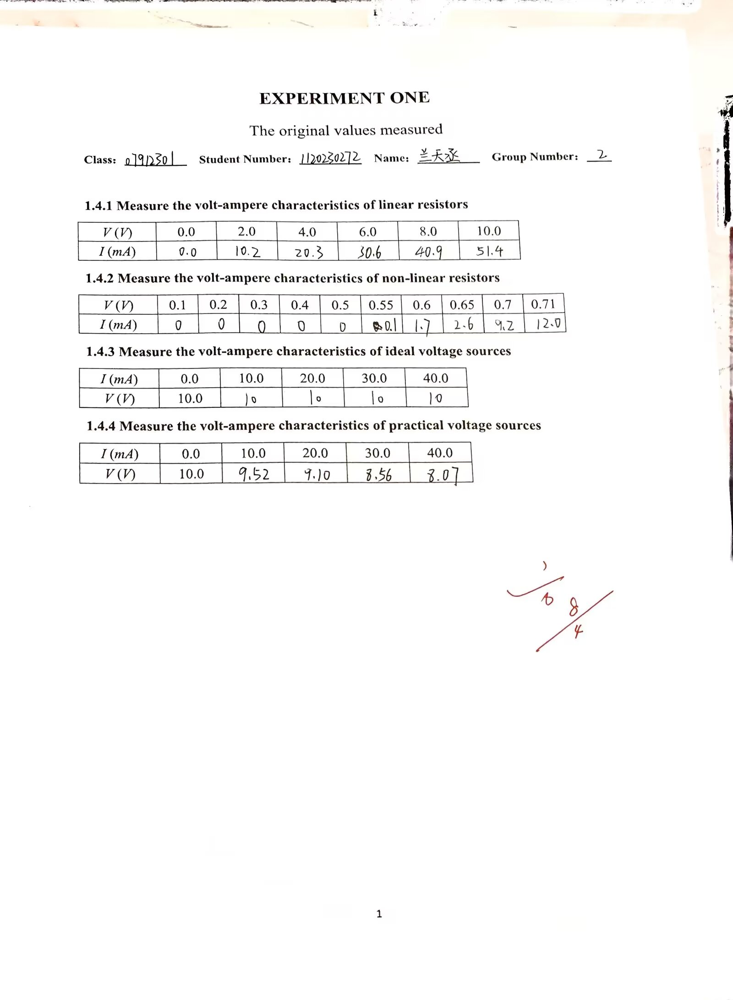 EXPERIMENT ONE
The original values measured
Class: 07912301 Student Number: 1120230272 Name: 兰天丞 Group Number: 2
1.4.1 Measure the volt-ampere characteristics of linear resistors
V (V) 0.0 2.0 4.0 6.0 8.0 10.0
I (mA) 0.0 10.2 20.3 30.6 40.9 51.4
1.4.2 Measure the volt-ampere characteristics of non-linear resistors
V (V) 0.1 0.2 0.3 0.4 0.5 0.55 0.6 0.65 0.7 0.71
I (mA) 0 0 0 0 0 0.1 1.7 2.6 9.2 12.0
1.4.3 Measure the volt-ampere characteristics of ideal voltage sources
I (mA) 0.0 10.0 20.0 30.0 40.0
V (V) 10.0 10 10 10 10
1.4.4 Measure the volt-ampere characteristics of practical voltage sources
I (mA) 0.0 10.0 20.0 30.0 40.0
V (V) 10.0 9.52 9.10 8.56 8.07
8
4
1